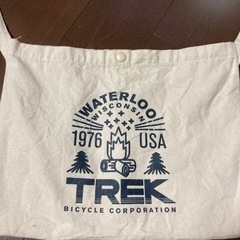 WATERLOO
WISCONSIN
1976 USA
TREK
BICYCLE CORPORATION